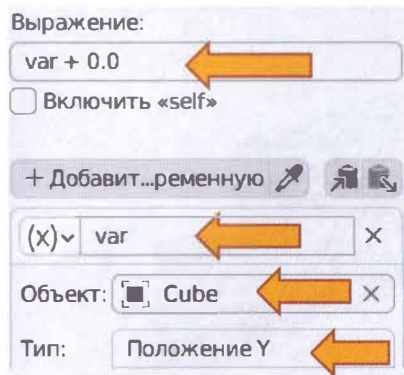 Выражение:
var + 0.0
Включить «self»
+ Добавит...ременную
(x) var
Объект: Cube
Тип: Положение Y